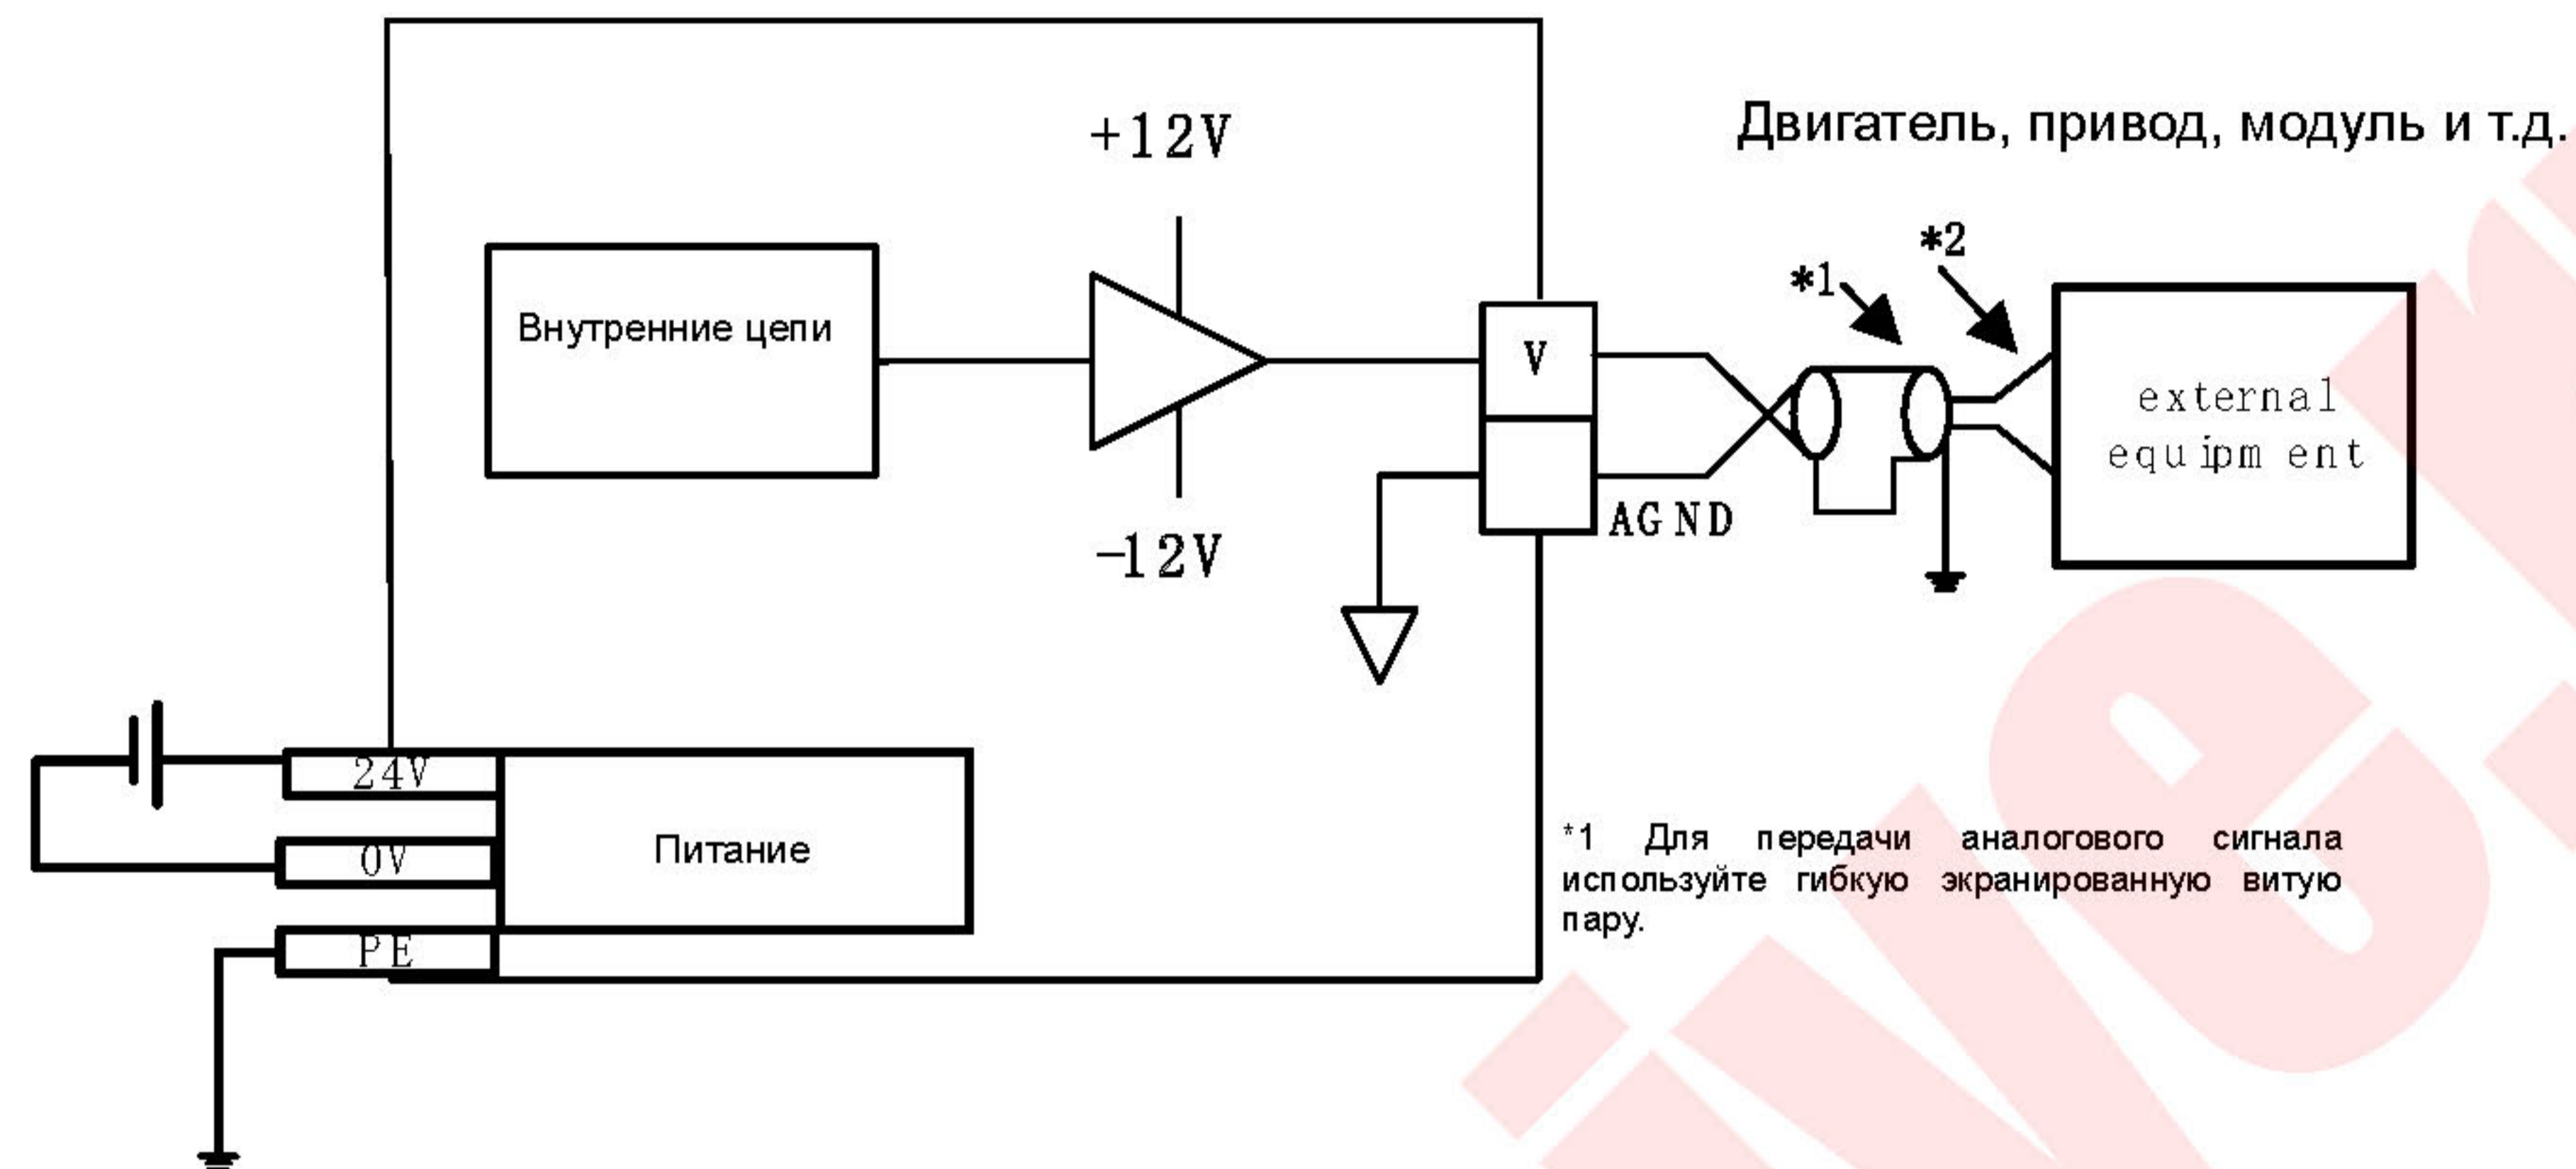 +12V
Двигатель, привод, модуль и т.д.
*2
*1
Внутренние цепи
V
external
equipment
AGND
-12V
24V
0V
Питание
PE
*1 Для передачи аналогового сигнала
используйте гибкую экранированную витую
пару.